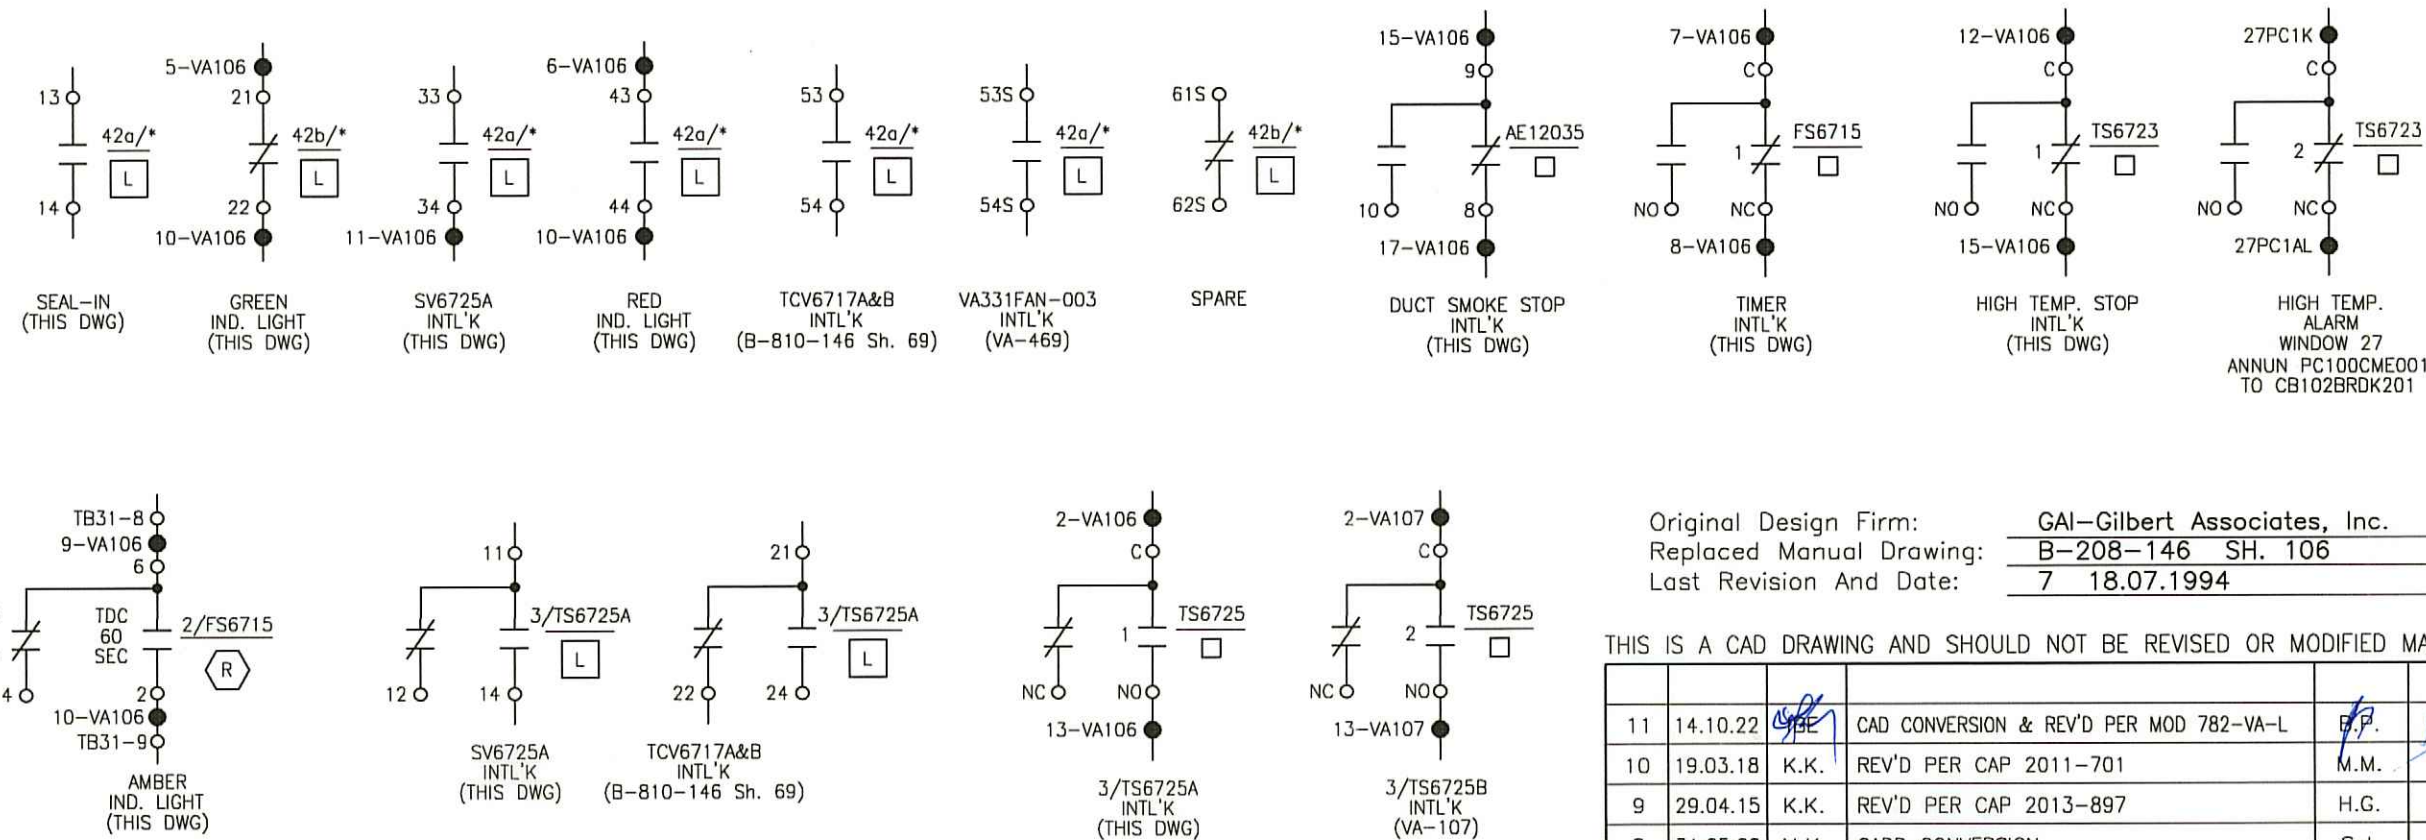 13
42a/*
L
14
SEAL-IN
(THIS DWG)
5-VA106
21
42b/*
L
22
10-VA106
GREEN
IND. LIGHT
(THIS DWG)
33
42a/*
L
34
11-VA106
SV6725A
INTL'K
(THIS DWG)
6-VA106
43
42a/*
L
44
10-VA106
RED
IND. LIGHT
(THIS DWG)
53
42a/*
L
54
TCV6717A&B
INTL'K
(B-810-146 Sh. 69)
53S
42a/*
L
54S
VA331FAN-003
INTL'K
(VA-469)
61S
42b/*
L
62S
SPARE
15-VA106
9
AE12035
10
8
17-VA106
DUCT SMOKE STOP
INTL'K
(THIS DWG)
7-VA106
C
1
FS6715
NO
NC
8-VA106
TIMER
INTL'K
(THIS DWG)
12-VA106
C
1
TS6723
NO
NC
15-VA106
HIGH TEMP. STOP
INTL'K
(THIS DWG)
27PC1K
C
2
TS6723
NO
NC
27PC1AL
HIGH TEMP.
ALARM
WINDOW 27
ANNUN PC100CME001
TO CB102BRDK201
TB31-8
9-VA106
6
TDC
60
SEC
2/FS6715
R
4
2
10-VA106
TB31-9
AMBER
IND. LIGHT
(THIS DWG)
11
3/TS6725A
L
12
14
SV6725A
INTL'K
(THIS DWG)
21
3/TS6725A
L
22
24
TCV6717A&B
INTL'K
(B-810-146 Sh. 69)
2-VA106
C
1
TS6725
NC
NO
13-VA106
3/TS6725A
INTL'K
(THIS DWG)
2-VA107
C
2
TS6725
NC
NO
13-VA107
3/TS6725B
INTL'K
(VA-107)
Original Design Firm: GAI-Gilbert Associates, Inc.
Replaced Manual Drawing: B-208-146 SH. 106
Last Revision And Date: 7 18.07.1994
THIS IS A CAD DRAWING AND SHOULD NOT BE REVISED OR MODIFIED MA
11 14.10.22 CAD CONVERSION & REV'D PER MOD 782-VA-L B.P.
10 19.03.18 K.K. REV'D PER CAP 2011-701 M.M.
9 29.04.15 K.K. REV'D PER CAP 2013-897 H.G.